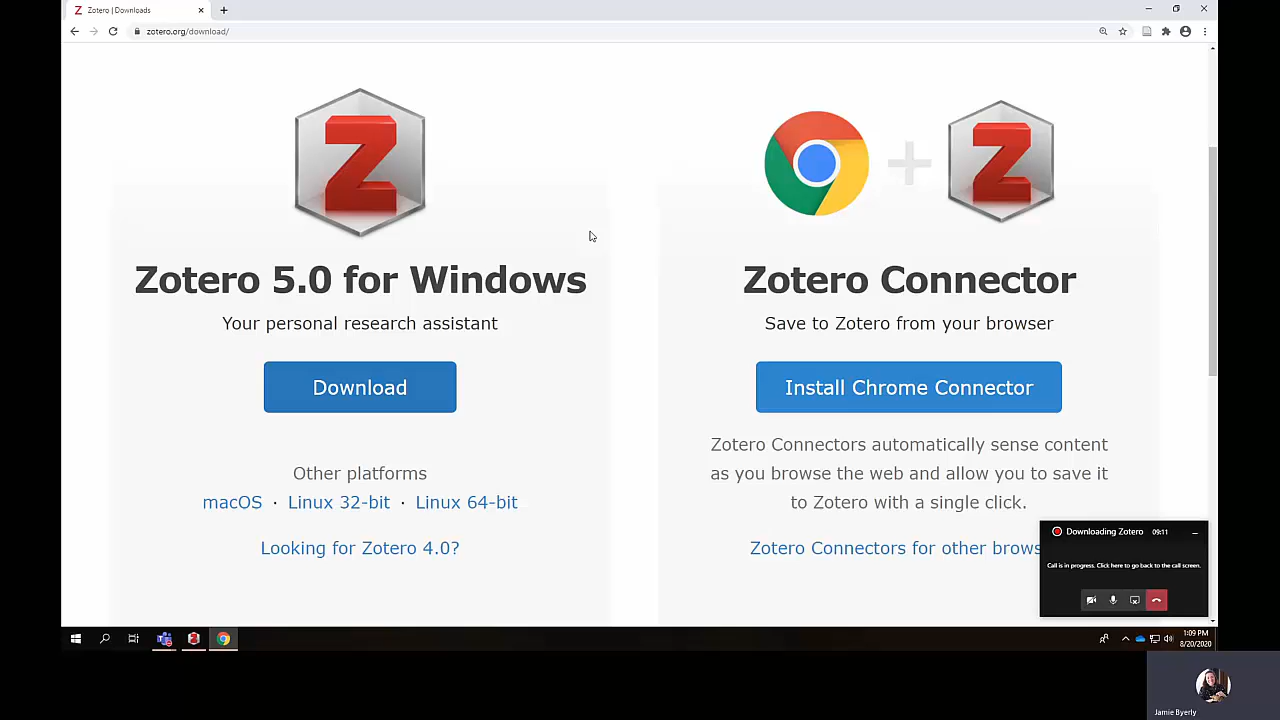 Zotero | Downloads
zotero.org/download/
Z
Z
Zotero 5.0 for Windows
Your personal research assistant
Download
Other platforms
macOS · Linux 32-bit · Linux 64-bit
Looking for Zotero 4.0?
Zotero Connector
Save to Zotero from your browser
Install Chrome Connector
Zotero Connectors automatically sense content
as you browse the web and allow you to save it
to Zotero with a single click.
Zotero Connectors for other brows
Downloading Zotero 09:11
Call is in progress. Click here to go back to the call screen.
1:09 PM
8/20/2020
Jamie Byerly